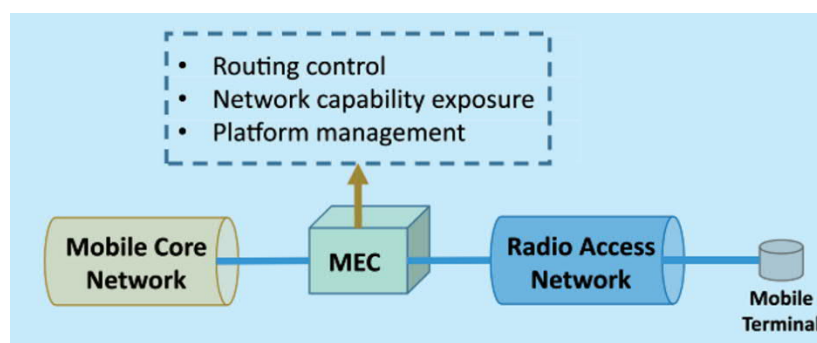 • Routing control
• Network capability exposure
• Platform management
Mobile Core
Network
MEC
Radio Access
Network
Mobile
Terminal